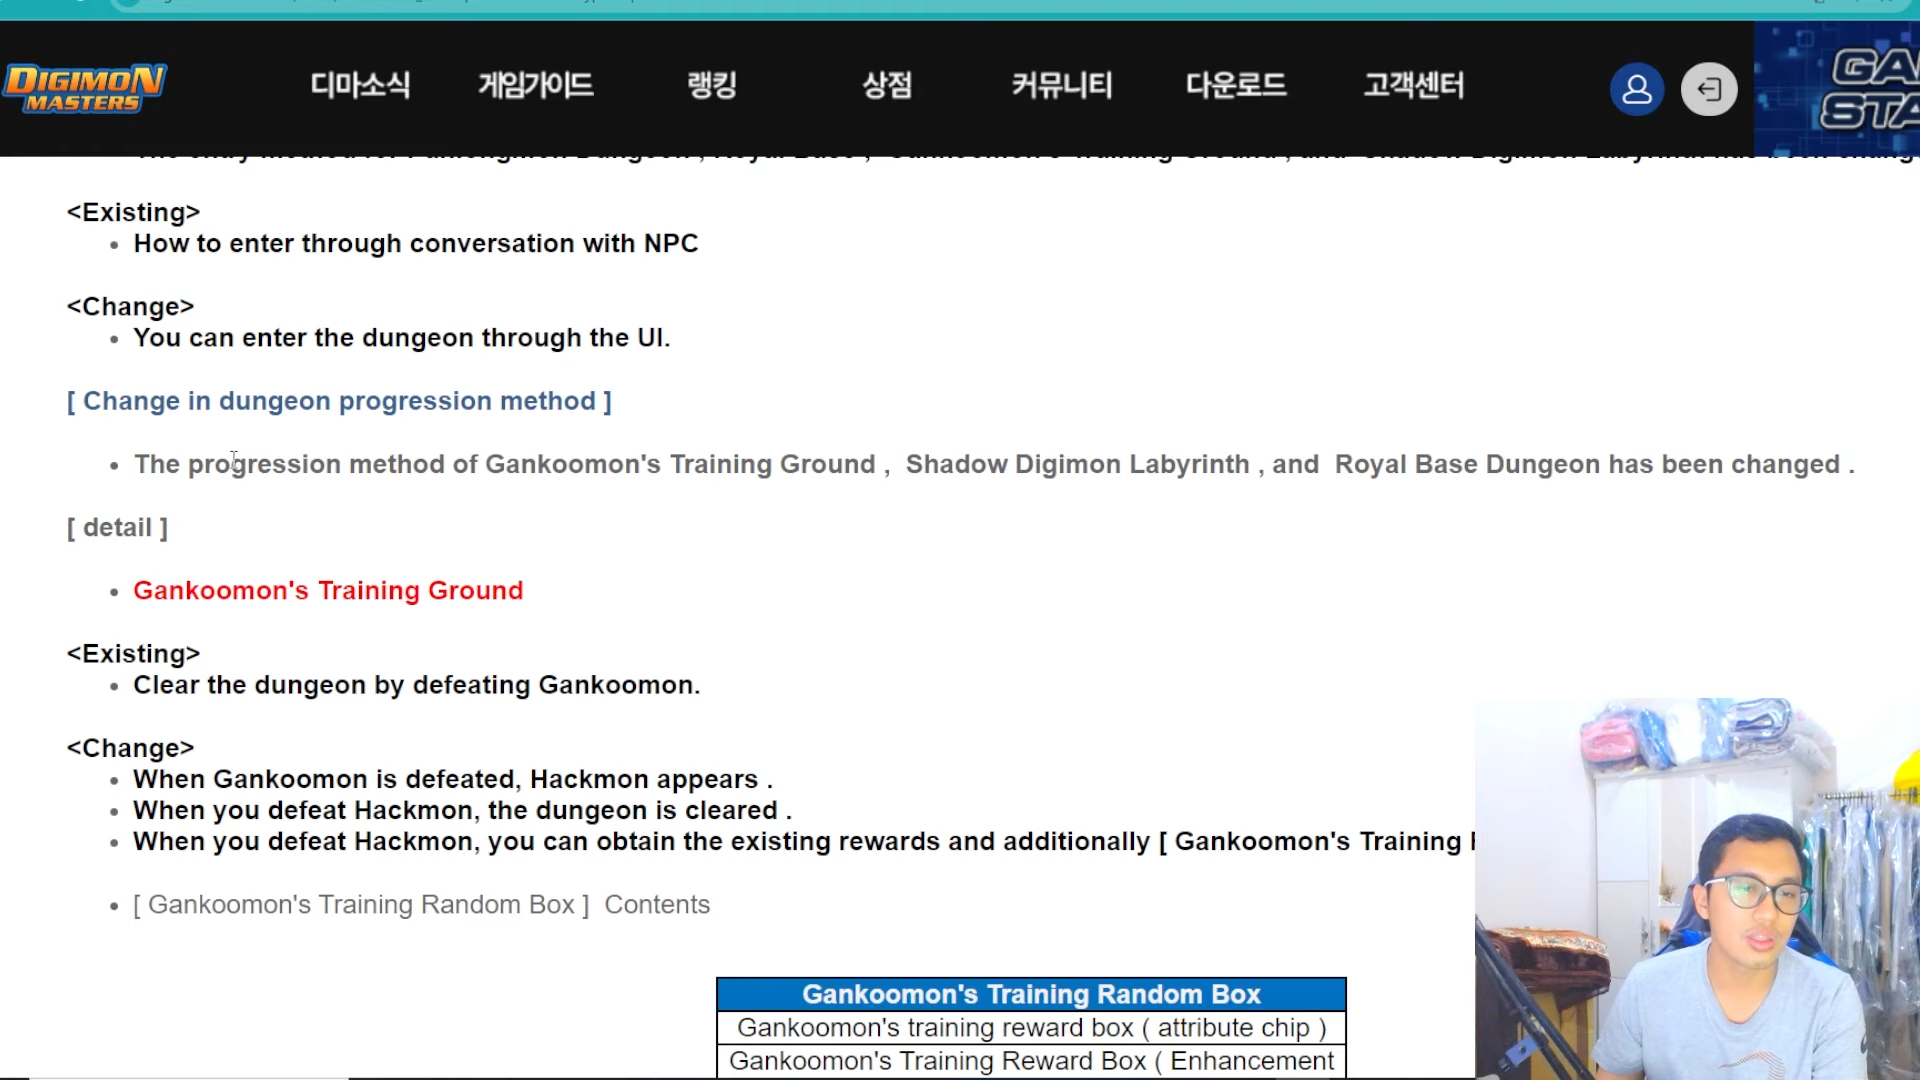 DIGIMON
MASTERS
디마소식 게임가이드 랭킹 상점 커뮤니티 다운로드 고객센터
<Existing>
How to enter through conversation with NPC
<Change>
You can enter the dungeon through the UI.
[ Change in dungeon progression method ]
The progression method of Gankoomon's Training Ground , Shadow Digimon Labyrinth , and Royal Base Dungeon has been changed .
[ detail ]
Gankoomon's Training Ground
<Existing>
Clear the dungeon by defeating Gankoomon.
<Change>
When Gankoomon is defeated, Hackmon appears .
When you defeat Hackmon, the dungeon is cleared .
When you defeat Hackmon, you can obtain the existing rewards and additionally [ Gankoomon's Training
[ Gankoomon's Training Random Box ] Contents
Gankoomon's Training Random Box
Gankoomon's training reward box ( attribute chip )
Gankoomon's Training Reward Box ( Enhancement